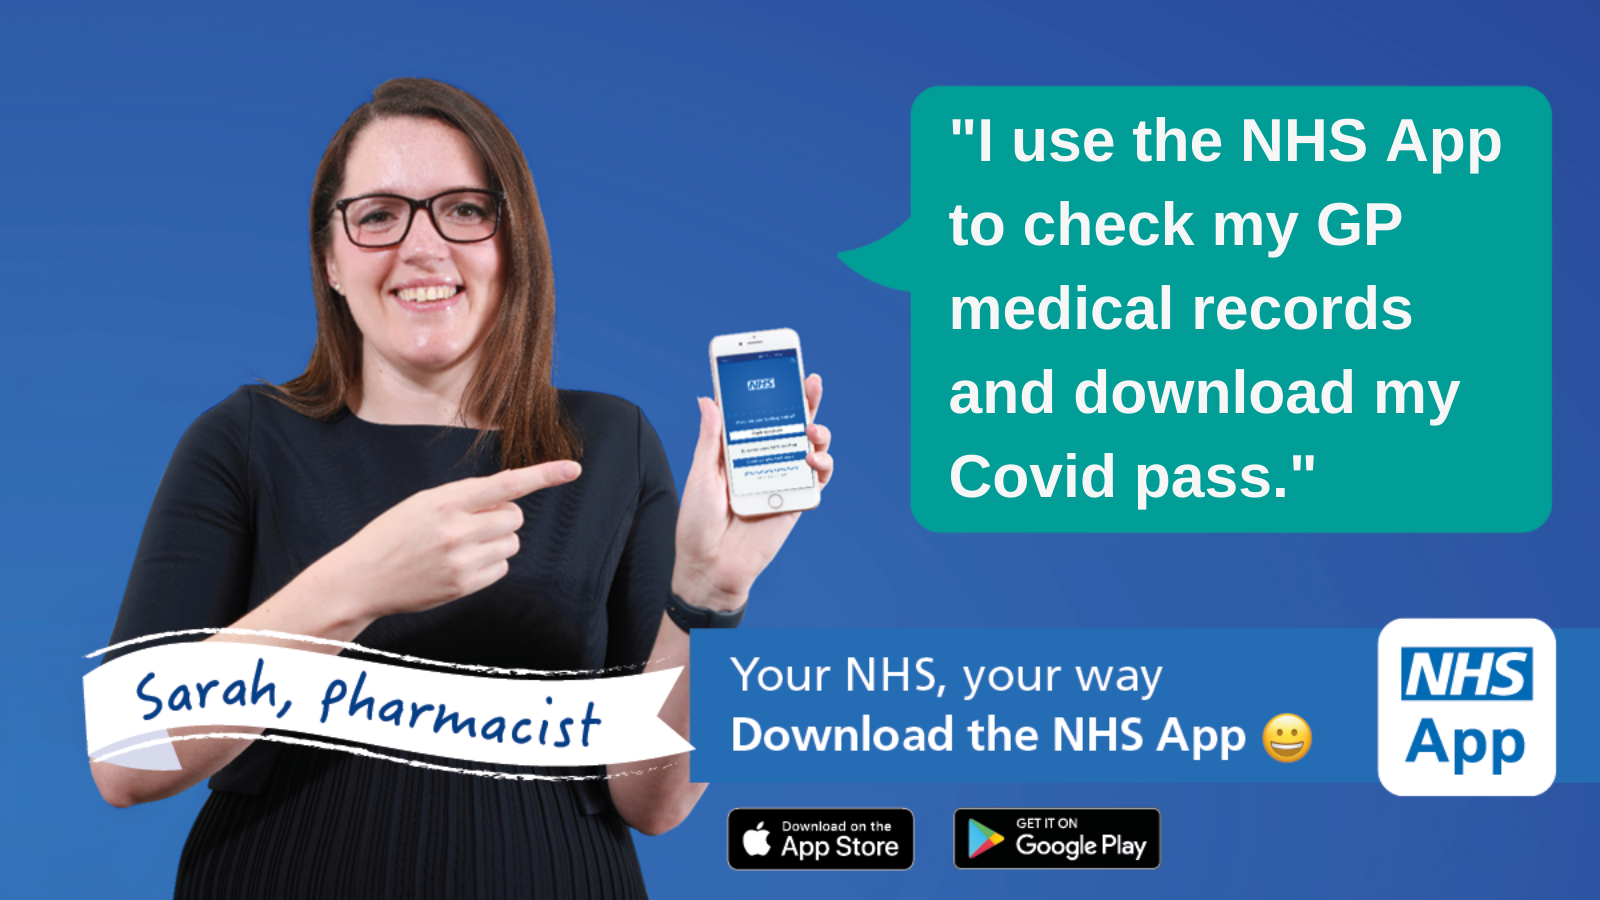 "I use the NHS App
to check my GP
medical records
and download my
Covid pass."
NHS
Sarah, pharmacist
Your NHS, your way
Download the NHS App 😀
NHS
App
Download on the
App Store
GET IT ON
Google Play